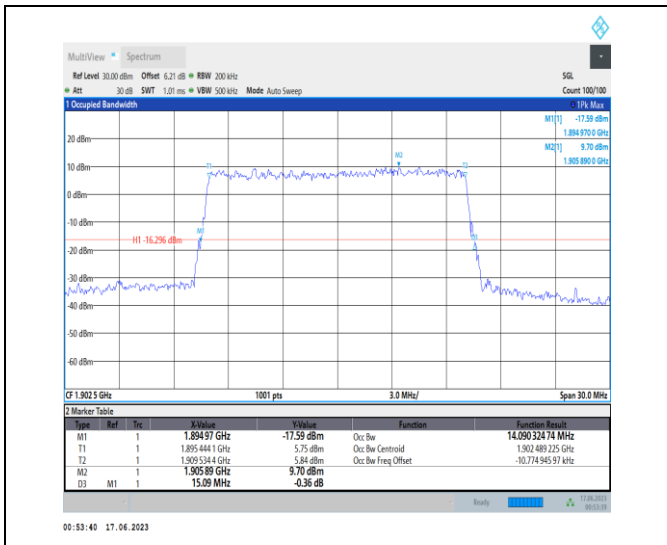 MultiView Spectrum
Ref Level 30.00 dBm Offset 6.21 dB RBW 200 kHz SGL
Att 30 dB SWT 1.01 ms VBW 500 kHz Mode Auto Sweep Count 100/100
1 Occupied Bandwidth 1Pk Max
M1[1] -17.59 dBm
1.894 970 0 GHz
M2[1] 9.70 dBm
1.905 890 0 GHz
20 dBm
M2
T1
T2
10 dBm
0 dBm
-10 dBm
M1
D3
H1 -16.296 dBm
-20 dBm
-30 dBm
-40 dBm
-50 dBm
-60 dBm
CF 1.902 5 GHz 1001 pts 3.0 MHz/ Span 30.0 MHz
2 Marker Table
Type Ref Trc X-Value Y-Value Function Function Result
M1 1 1.894 97 GHz -17.59 dBm Occ Bw 14.090 324 74 MHz
T1 1 1.895 444 1 GHz 5.75 dBm Occ Bw Centroid 1.902 489 225 GHz
T2 1 1.909 534 4 GHz 5.84 dBm Occ Bw Freq Offset -10.774 945 97 kHz
M2 1 1.905 89 GHz 9.70 dBm
D3 M1 1 15.09 MHz -0.36 dB
Ready 17.06.2023
00:53:39
00:53:40 17.06.2023